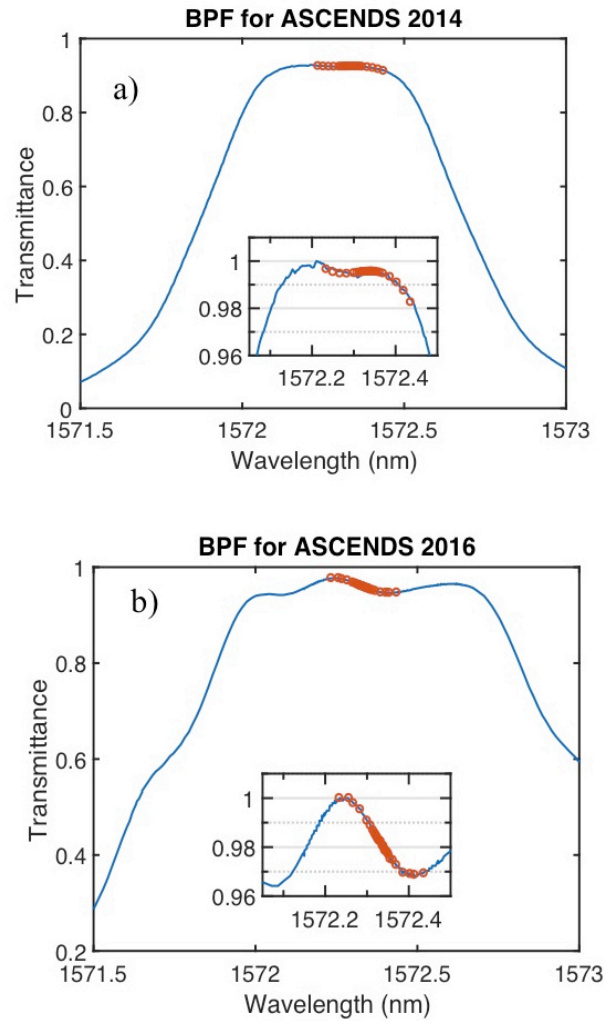 BPF for ASCENDS 2014
a)
1
0.8
0.6
0.4
0.2
0
Transmittance
1
0.98
0.96
1572.2 1572.4
1571.5 1572 1572.5 1573
Wavelength (nm)
BPF for ASCENDS 2016
b)
1
0.8
0.6
0.4
0.2
Transmittance
1
0.98
0.96
1572.2 1572.4
1571.5 1572 1572.5 1573
Wavelength (nm)